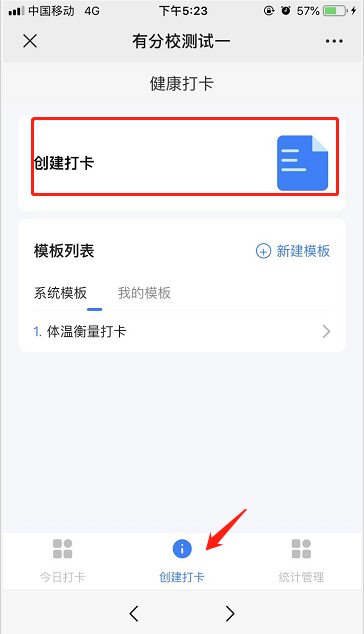 中国移动 4G 下午5:23 57%
有分校测试一
健康打卡
创建打卡
模板列表 新建模板
系统模板 我的模板
1. 体温衡量打卡
今日打卡 创建打卡 统计管理